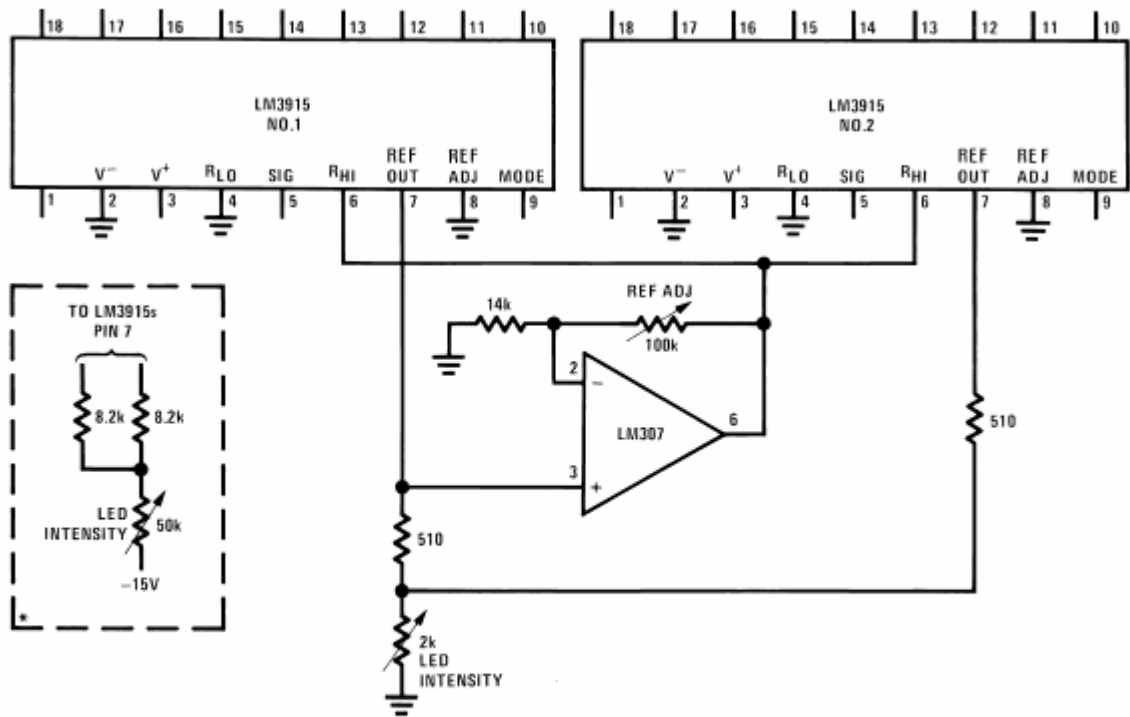 18 17 16 15 14 13 12 11 10
18 17 16 15 14 13 12 11 10
LM3915
NO.1
LM3915
NO.2
V⁻ V⁺ RLO SIG RHI REF OUT REF ADJ MODE
V⁻ V⁺ RLO SIG RHI REF OUT REF ADJ MODE
1 2 3 4 5 6 7 8 9
1 2 3 4 5 6 7 8 9
TO LM3915s
PIN 7
8.2k
8.2k
LED
INTENSITY
50k
–15V
*
14k
REF ADJ
100k
2
–
LM307
6
3
+
510
510
2k
LED
INTENSITY